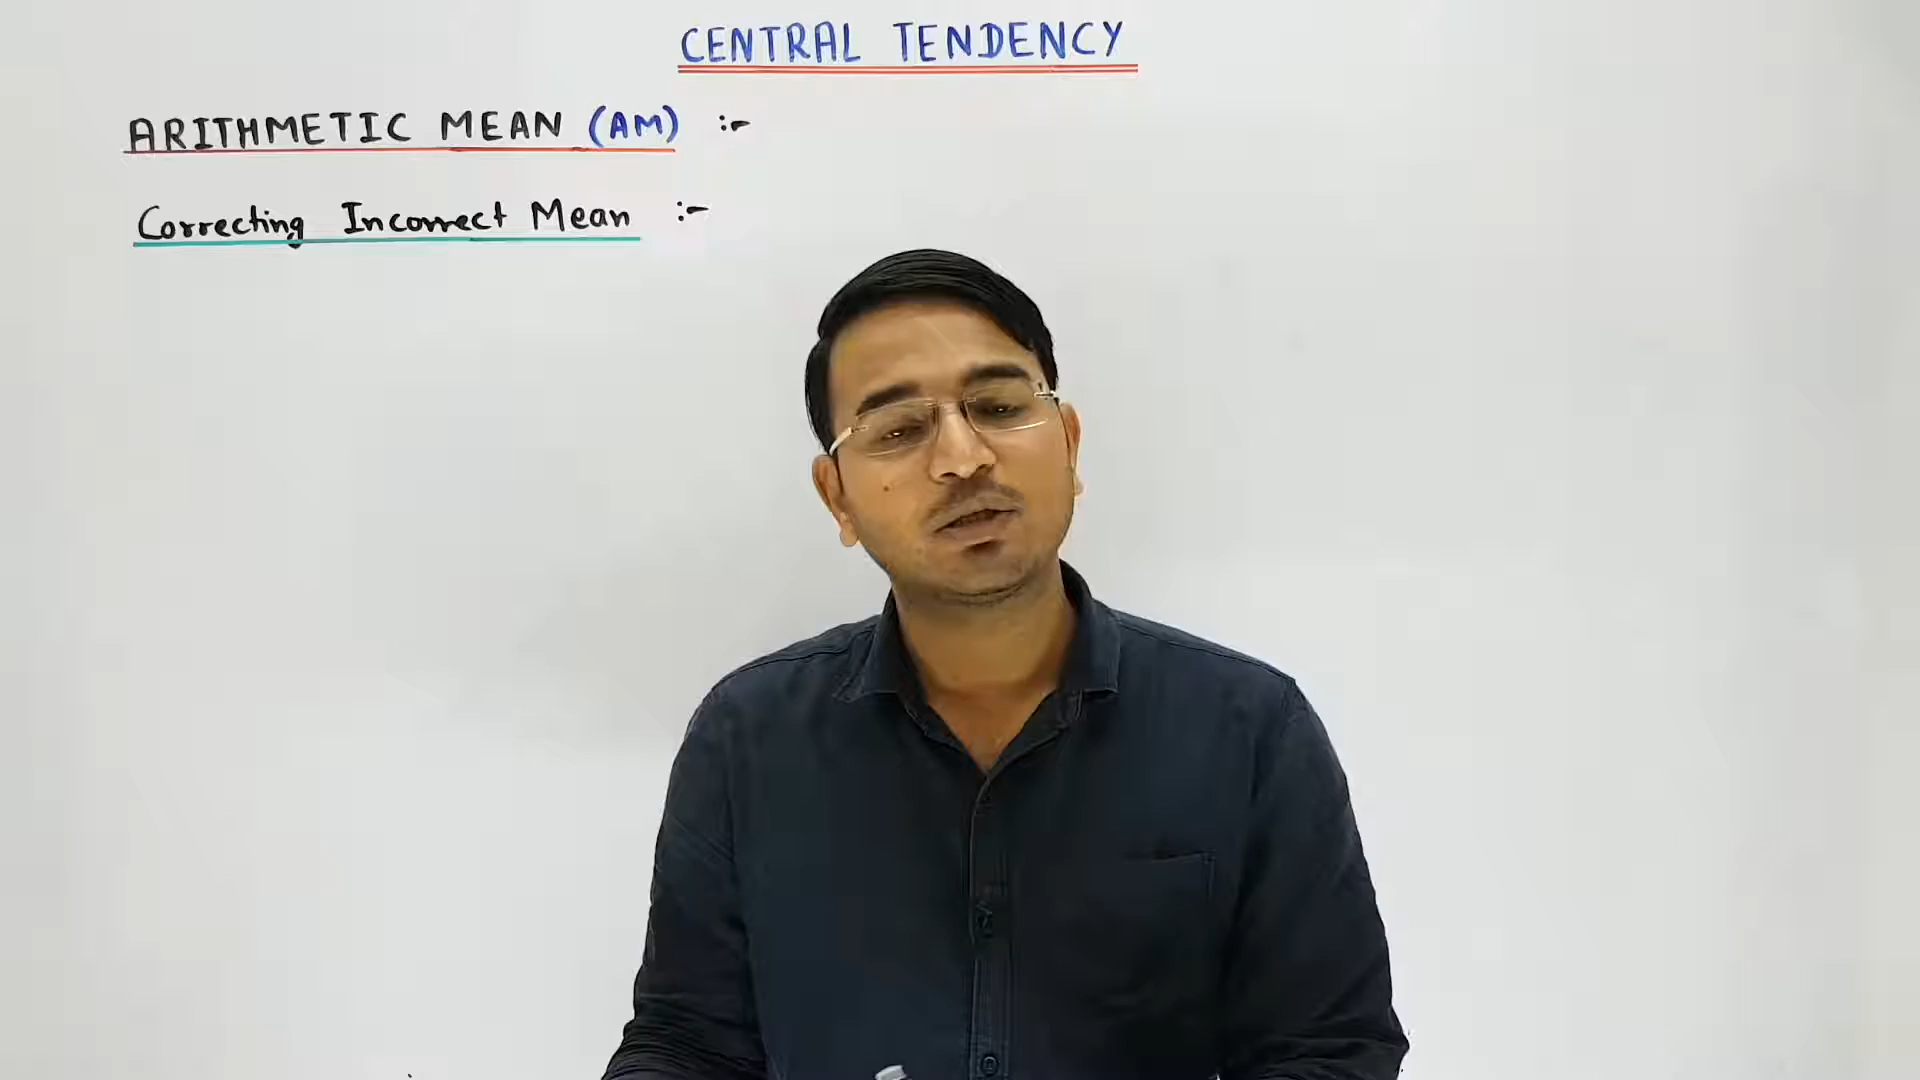 CENTRAL TENDENCY
ARITHMETIC MEAN (AM) :-
Correcting Incorrect Mean :-